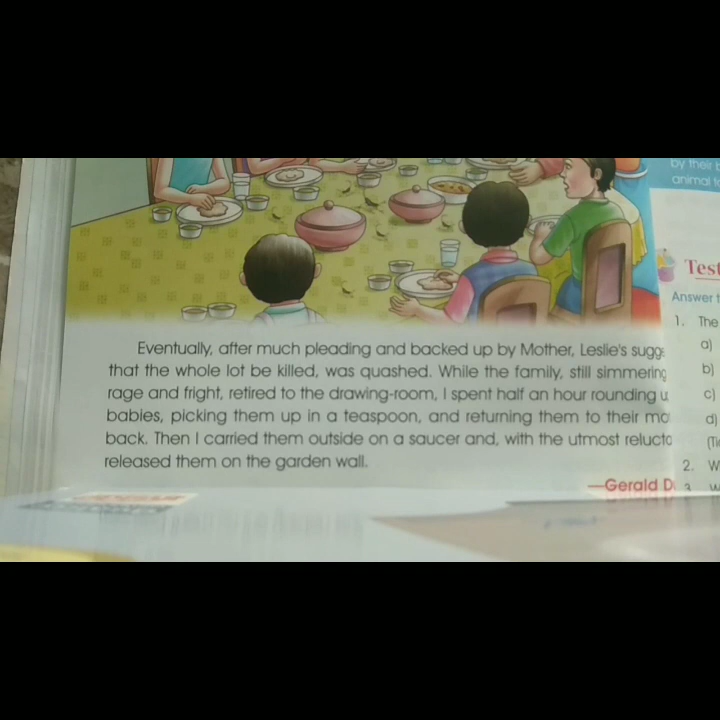 Eventually, after much pleading and backed up by Mother, Leslie's
that the whole lot be killed, was quashed. While the family, still simmering
rage and fright, retired to the drawing-room, I spent half an hour rounding
babies, picking them up in a teaspoon, and returning them to their
back. Then I carried them outside on a saucer and, with the utmost
released them on the garden wall.
—Gerald
by their
animal
Test
Answer
1. The
a)
b)
c)
d)
2.
3.